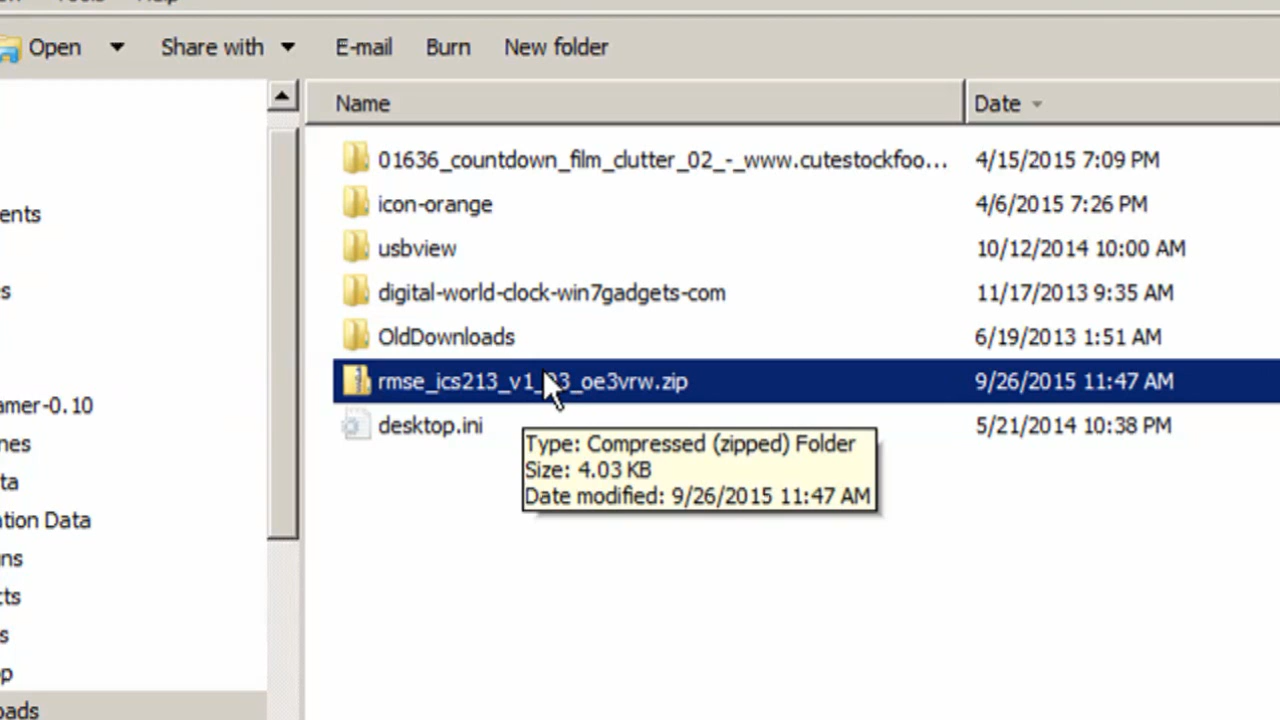 Open Share with E-mail Burn New folder
Name Date
01636_countdown_film_clutter_02_-_www.cutestockfoo... 4/15/2015 7:09 PM
icon-orange 4/6/2015 7:26 PM
ents
usbview 10/12/2014 10:00 AM
s
digital-world-clock-win7gadgets-com 11/17/2013 9:35 AM
OldDownloads 6/19/2013 1:51 AM
rmse_ics213_v1_03_oe3vrw.zip 9/26/2015 11:47 AM
amer-0.10
desktop.ini 5/21/2014 10:38 PM
nes
Type: Compressed (zipped) Folder
Size: 4.03 KB
ta
Date modified: 9/26/2015 11:47 AM
ation Data
ns
cts
s
op
oads